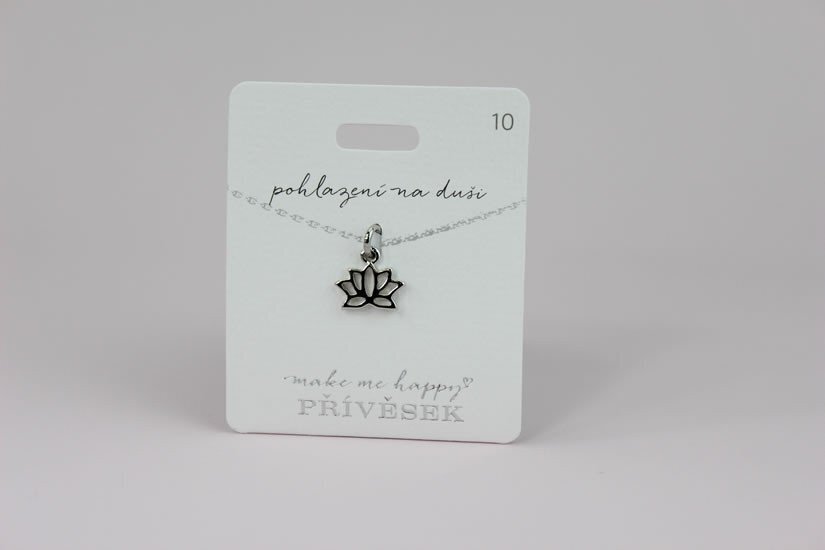 10
pohlazení na duši
make me happy
PŘÍVĚSEK